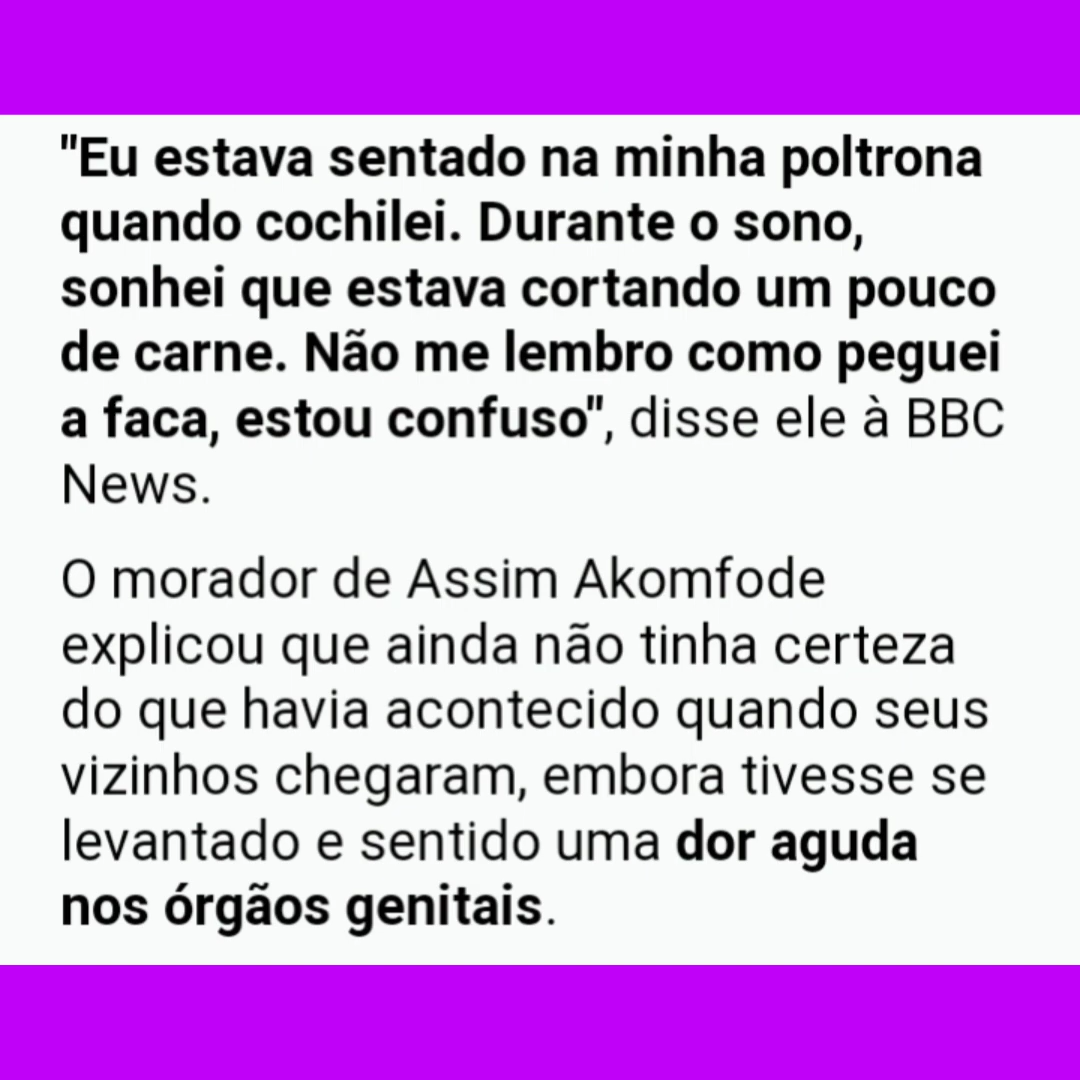 "Eu estava sentado na minha poltrona
quando cochilei. Durante o sono,
sonhei que estava cortando um pouco
de carne. Não me lembro como peguei
a faca, estou confuso", disse ele à BBC
News.
O morador de Assim Akomfode
explicou que ainda não tinha certeza
do que havia acontecido quando seus
vizinhos chegaram, embora tivesse se
levantado e sentido uma dor aguda
nos órgãos genitais.